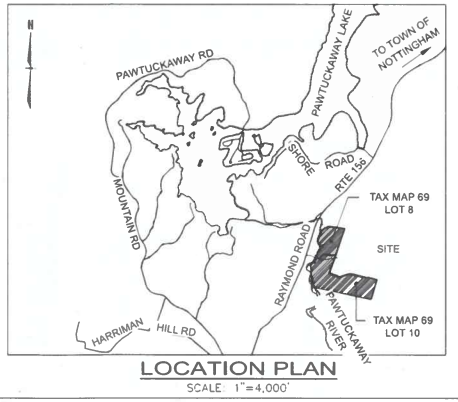 N
PAWTUCKAWAY RD
PAWTUCKAWAY LAKE
TO TOWN OF
NOTTINGHAM
SHORE ROAD
RTE 156
MOUNTAIN RD
TAX MAP 69
LOT 8
SITE
RAYMOND ROAD
PAWTUCKAWAY
RIVER
TAX MAP 69
LOT 10
HARRIMAN HILL RD
LOCATION PLAN
SCALE: 1"=4,000'